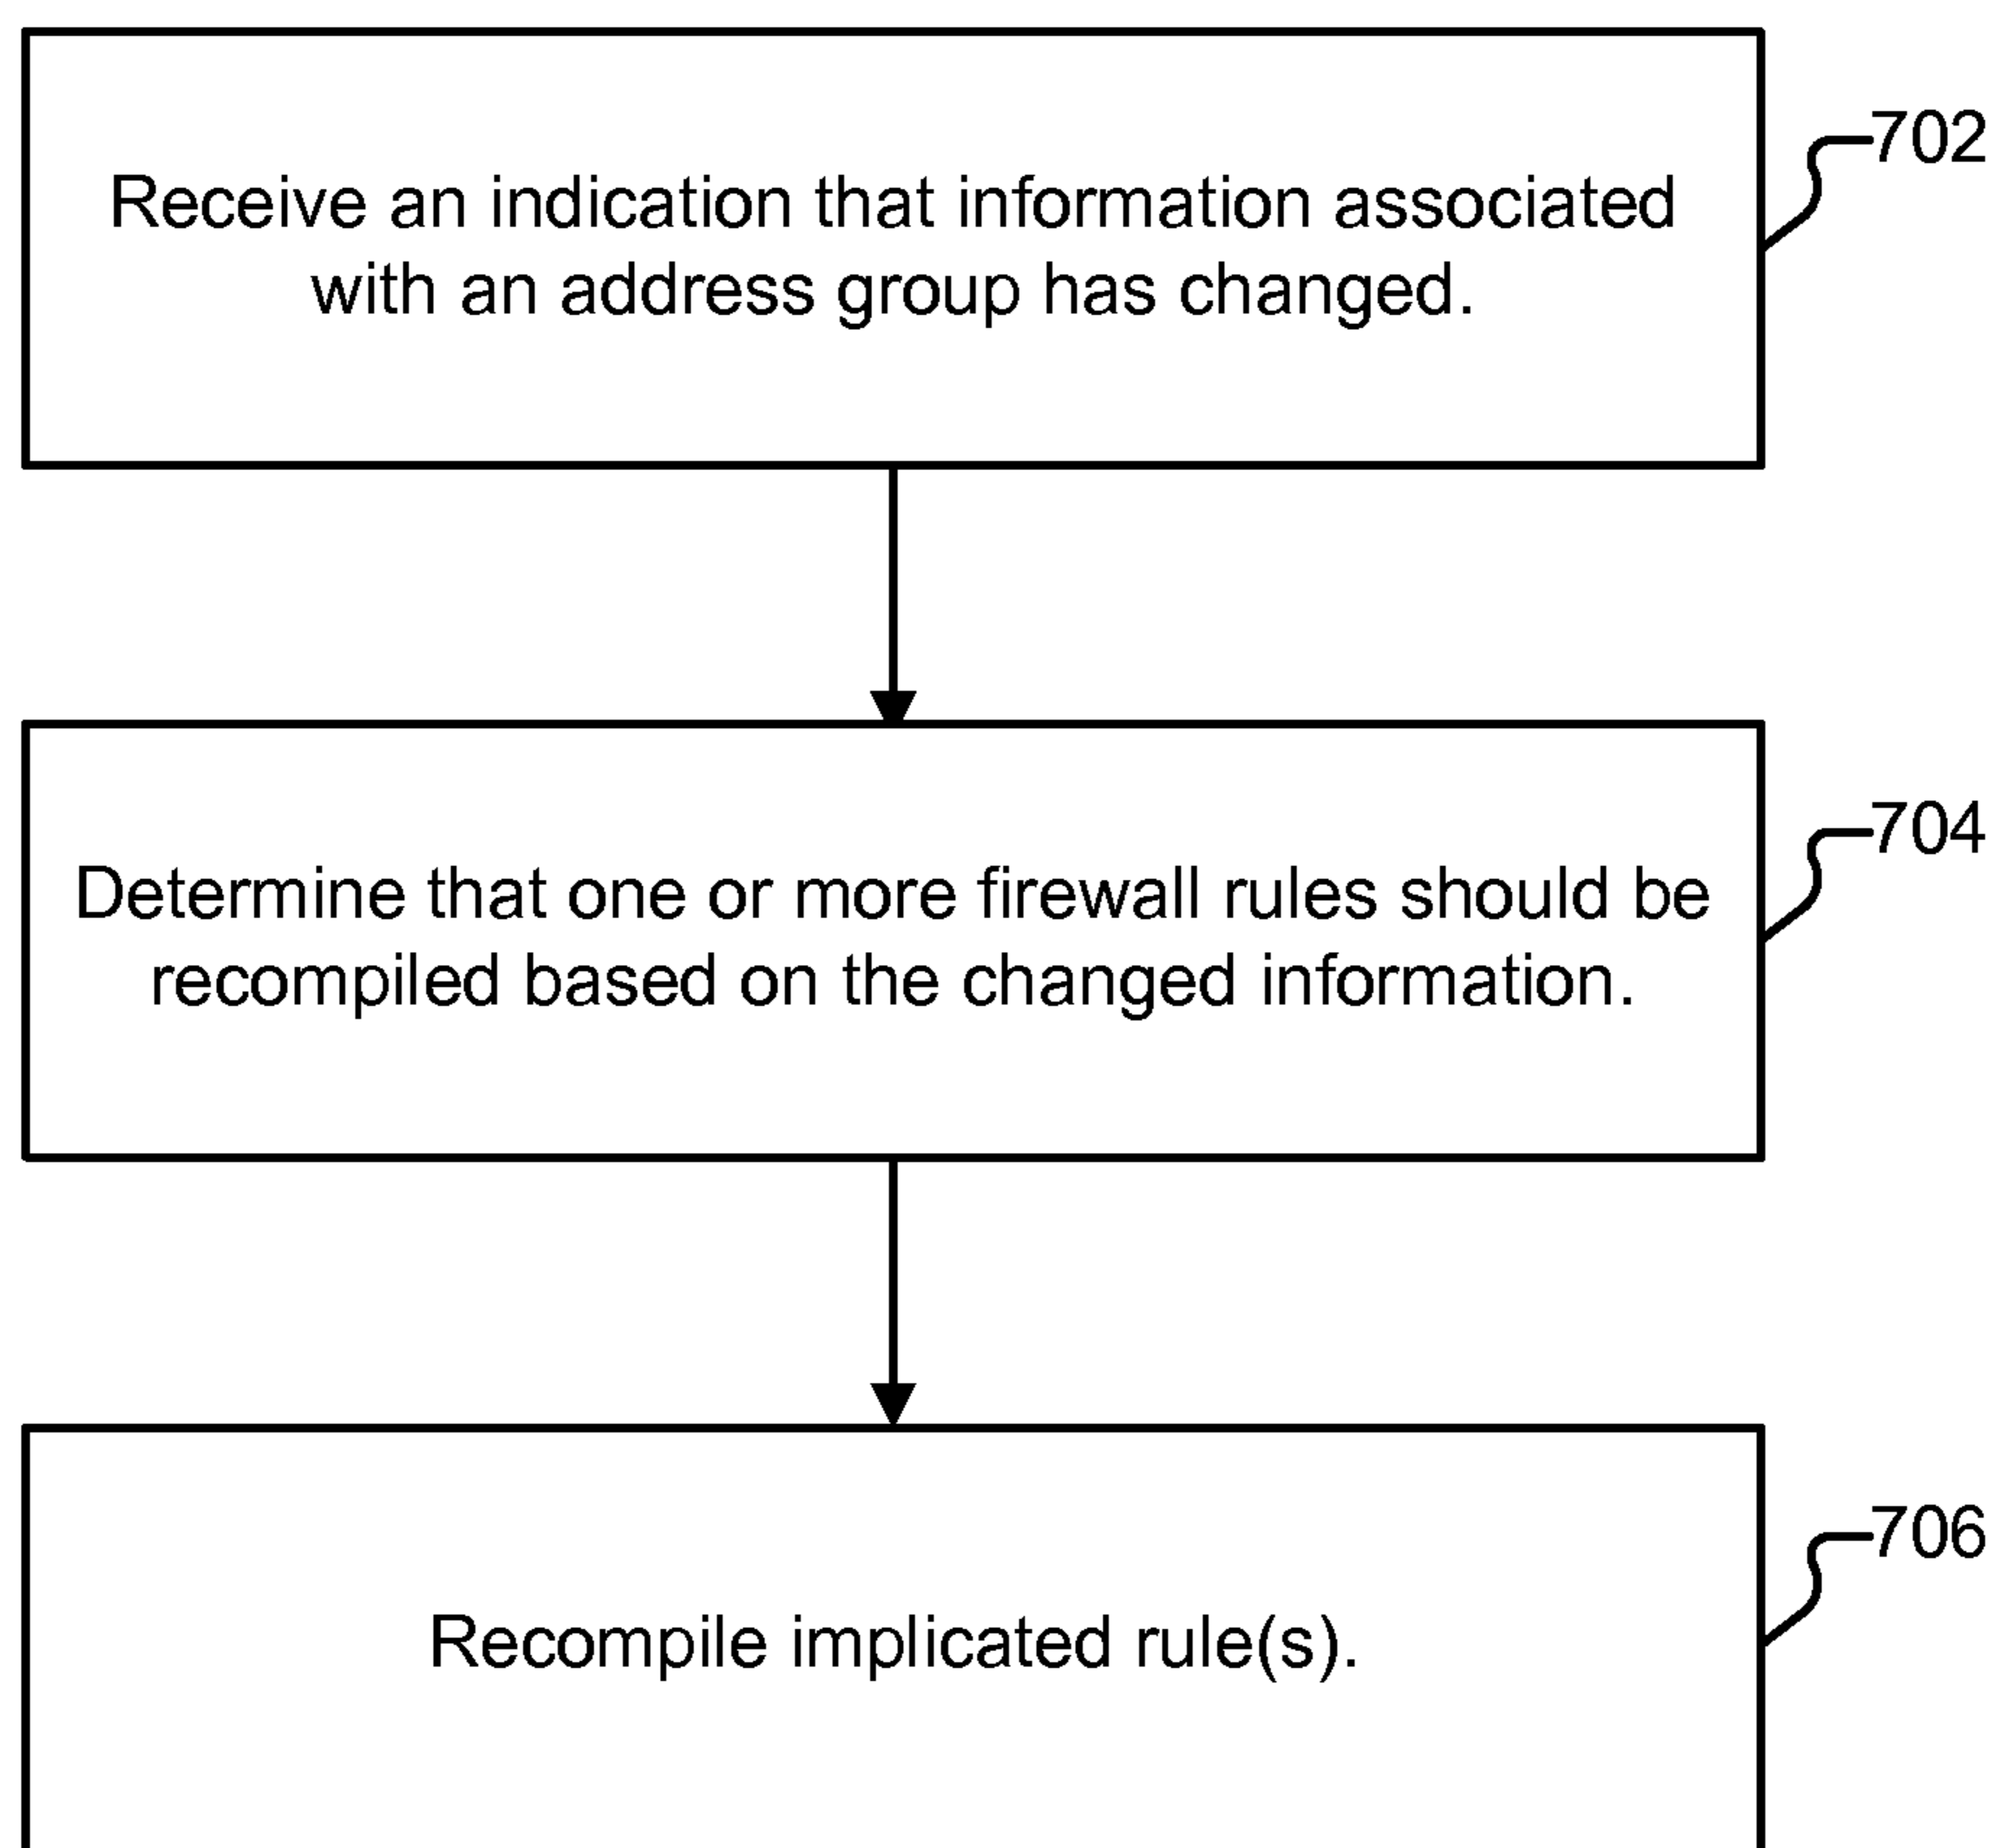 702
Receive an indication that information associated
with an address group has changed.
704
Determine that one or more firewall rules should be
recompiled based on the changed information.
706
Recompile implicated rule(s).